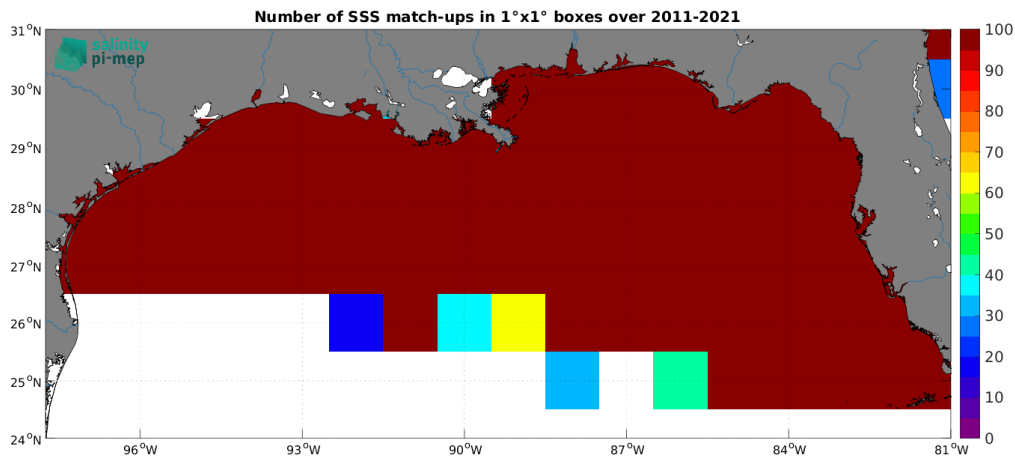 Number of SSS match-ups in 1°x1° boxes over 2011-2021
salinity
pi-mep
31°N
30°N
29°N
28°N
27°N
26°N
25°N
24°N
96°W
93°W
90°W
87°W
84°W
81°W
100
90
80
70
60
50
40
30
20
10
0